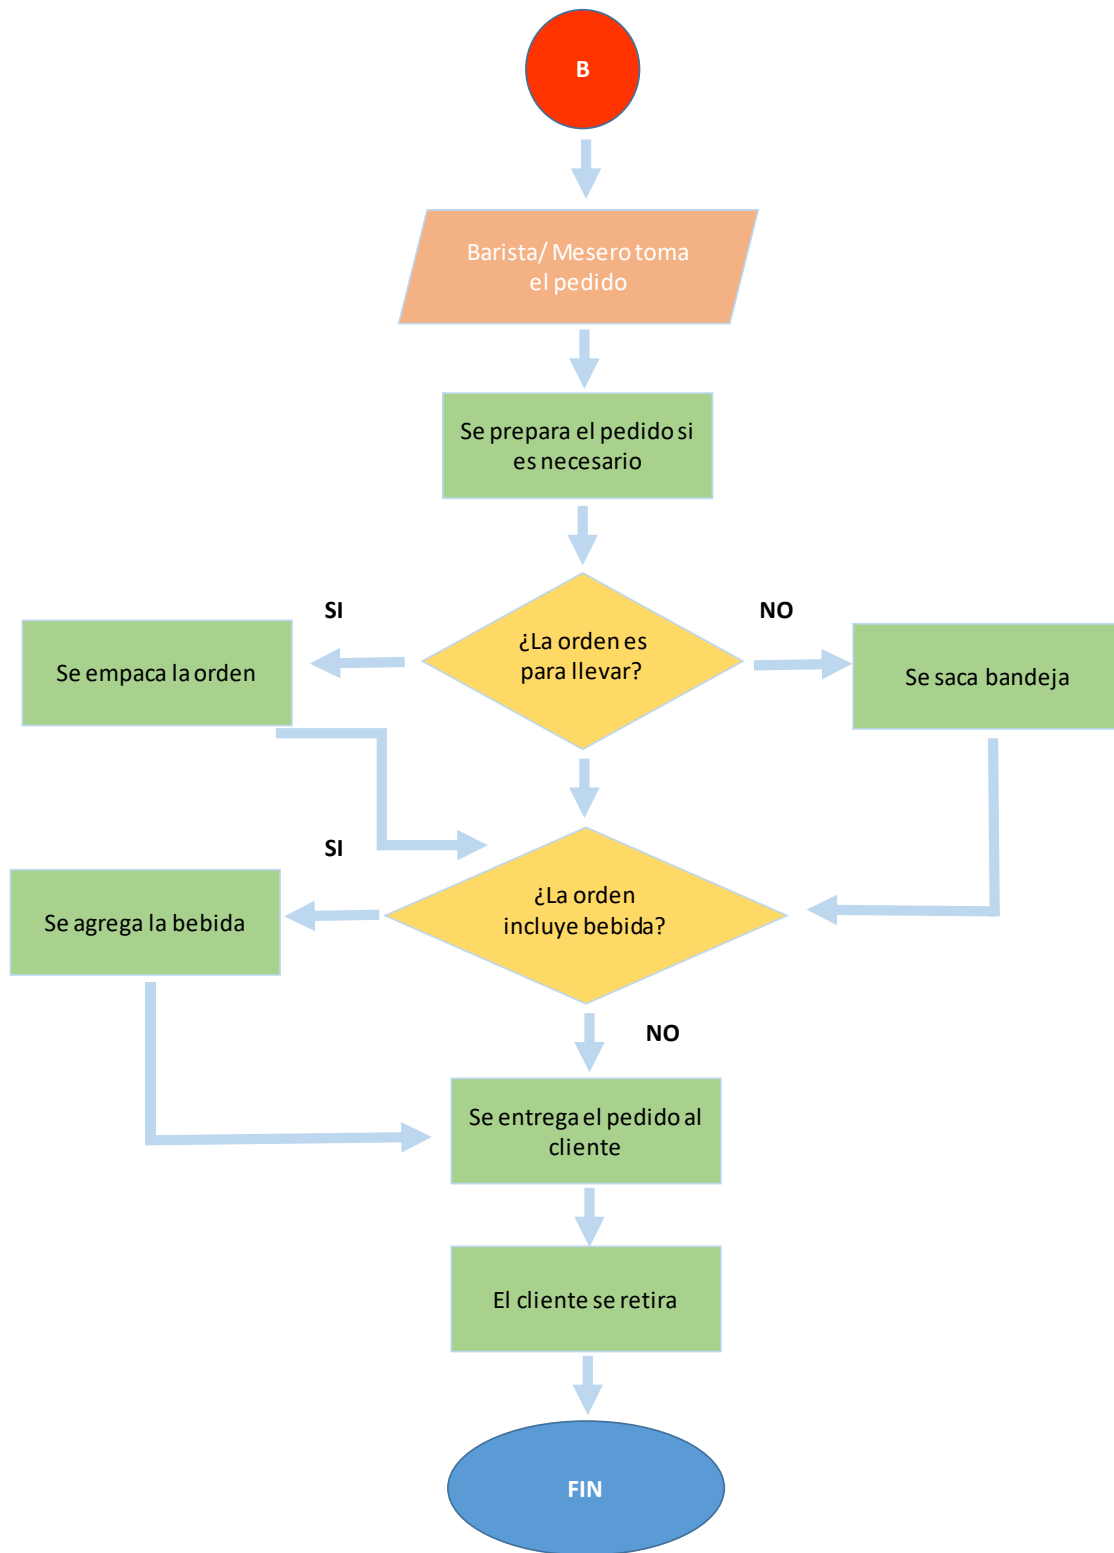 B
Barista/ Mesero toma
el pedido
Se prepara el pedido si
es necesario
SI
NO
¿La orden es
para llevar?
Se empaca la orden
Se saca bandeja
SI
¿La orden
incluye bebida?
Se agrega la bebida
NO
Se entrega el pedido al
cliente
El cliente se retira
FIN